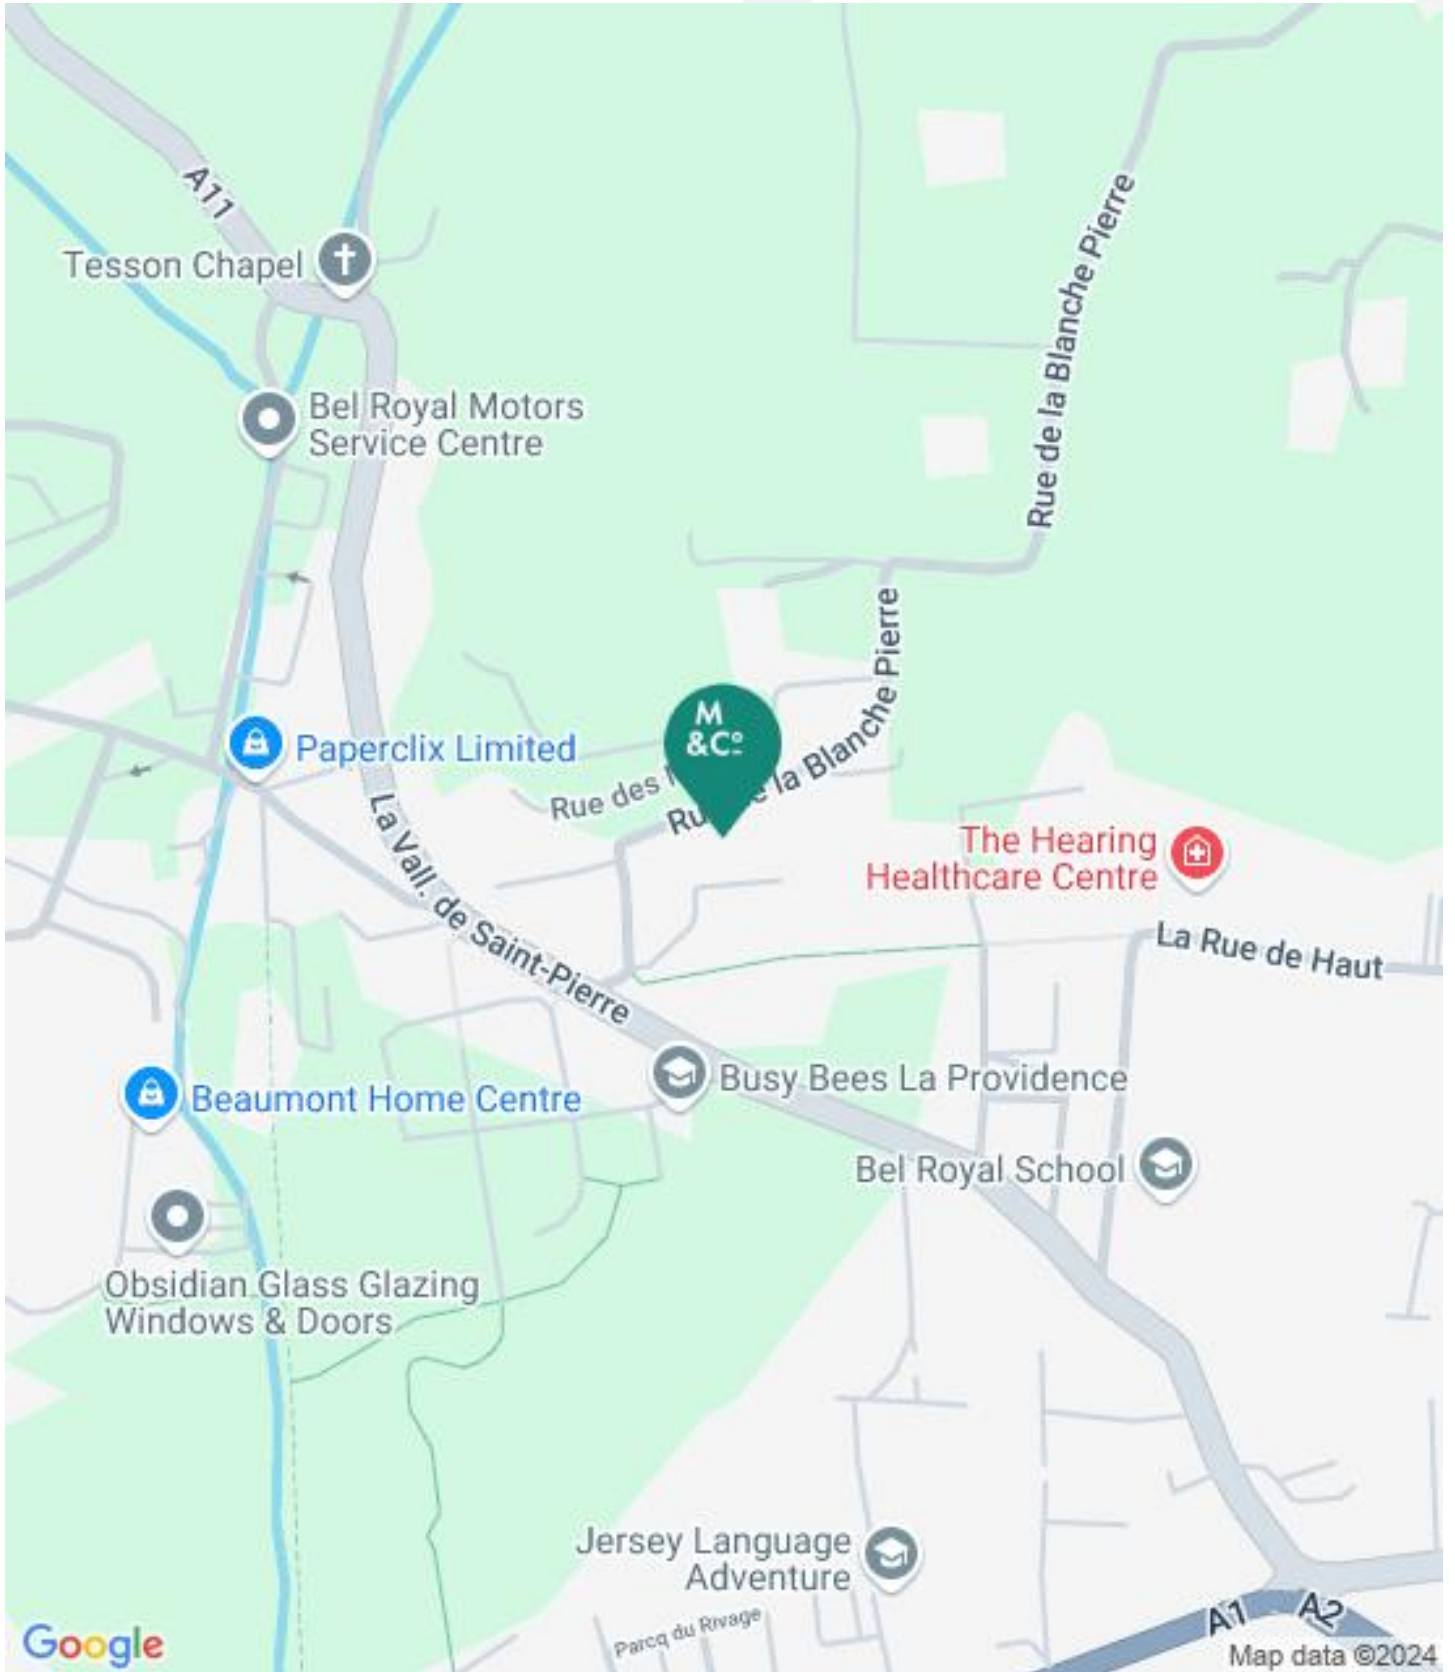 A11
Tesson Chapel
Rue de la Blanche Pierre
Bel Royal Motors
Service Centre
Rue de la Blanche Pierre
M
&Cº
Paperclix Limited
Rue des
La Vall. de Saint-Pierre
The Hearing
Healthcare Centre
La Rue de Haut
Busy Bees La Providence
Beaumont Home Centre
Bel Royal School
Obsidian Glass Glazing
Windows & Doors
Jersey Language
Adventure
Parcq du Rivage
A1
A2
Google
Map data ©2024